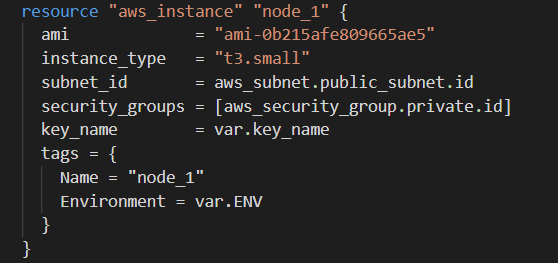 resource "aws_instance" "node_1" {
  ami             = "ami-0b215afe809665ae5"
  instance_type   = "t3.small"
  subnet_id       = aws_subnet.public_subnet.id
  security_groups = [aws_security_group.private.id]
  key_name        = var.key_name
  tags = {
    Name = "node_1"
    Environment = var.ENV
  }
}